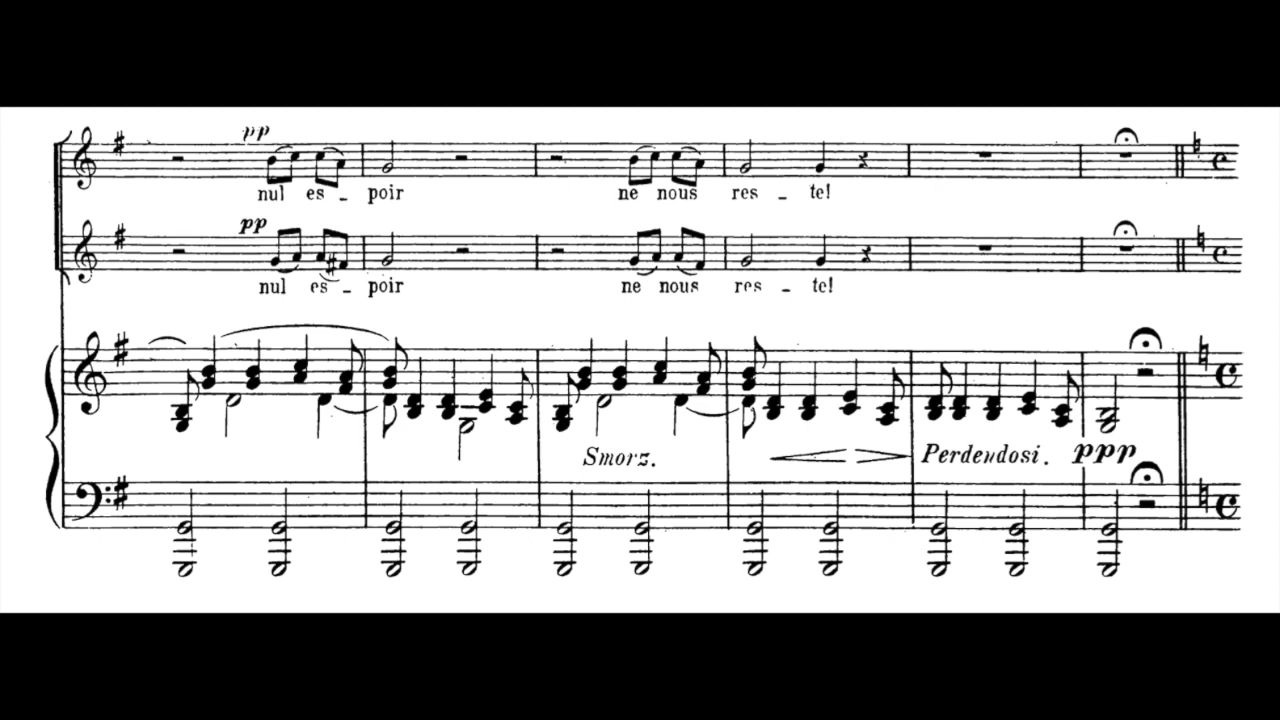 pp
nul es - poir ne nous res - te!
pp
nul es - poir ne nous res - te!
Smorz. Perdendosi. ppp